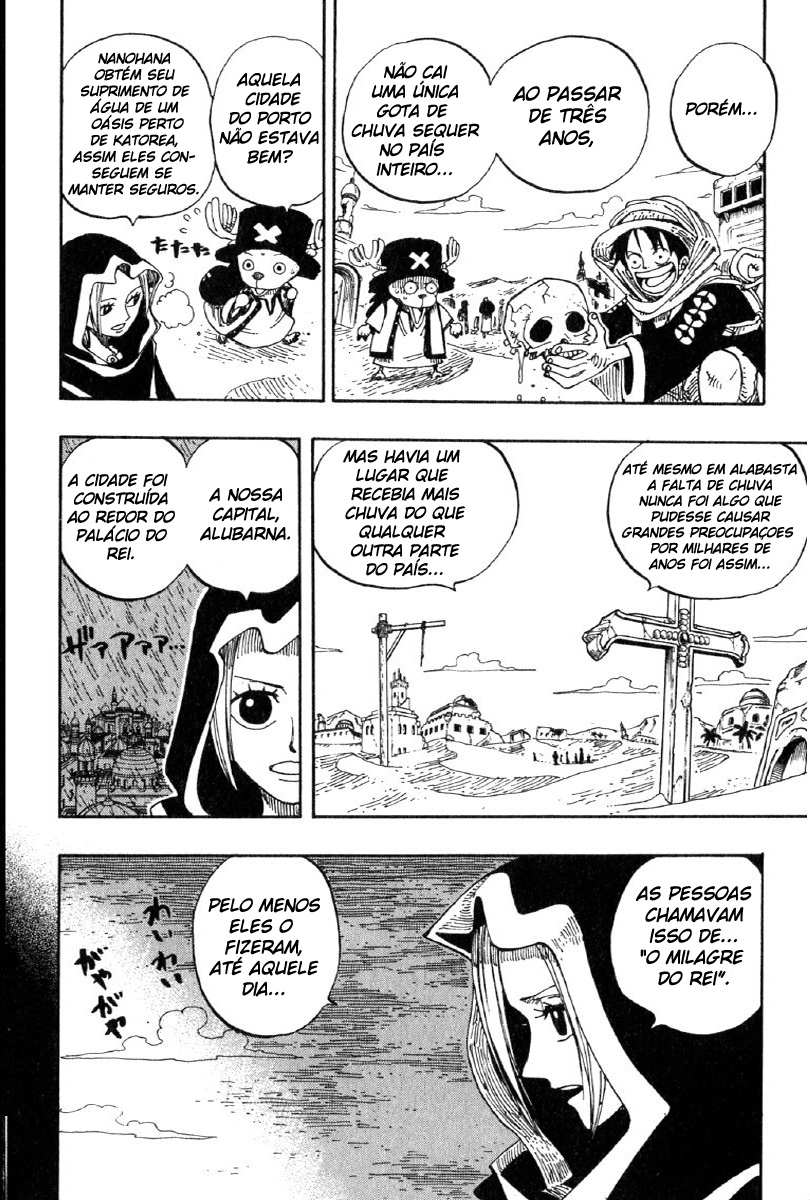 PORÉM...
AO PASSAR
DE TRÊS
ANOS,
NÃO CAI
UMA ÚNICA
GOTA DE
CHUVA SEQUER
NO PAÍS
INTEIRO...
AQUELA
CIDADE
DO PORTO
NÃO ESTAVA
BEM?
NANOHANA
OBTÉM SEU
SUPRIMENTO DE
ÁGUA DE UM
OÁSIS PERTO
DE KATOREA,
ASSIM ELES CON-
SEGUEM SE
MANTER SEGUROS.
たたたた
ATÉ MESMO EM ALABASTA
A FALTA DE CHUVA
NUNCA FOI ALGO QUE
PUDESSE CAUSAR
GRANDES PREOCUPAÇOES
POR MILHARES DE
ANOS FOI ASSIM...
MAS HAVIA UM
LUGAR QUE
RECEBIA MAIS
CHUVA DO QUE
QUALQUER
OUTRA PARTE
DO PAÍS...
A NOSSA
CAPITAL,
ALUBARNA.
A CIDADE FOI
CONSTRUÍDA
AO REDOR DO
PALÁCIO DO
REI.
ザァアァア...
AS PESSOAS
CHAMAVAM
ISSO DE...
"O MILAGRE
DO REI".
PELO MENOS
ELES O
FIZERAM,
ATÉ AQUELE
DIA...
わいわい
がやがや